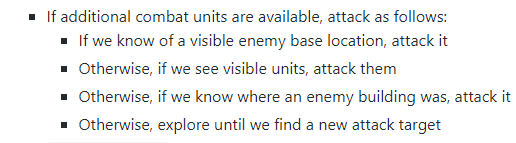 If additional combat units are available, attack as follows:
If we know of a visible enemy base location, attack it
Otherwise, if we see visible units, attack them
Otherwise, if we know where an enemy building was, attack it
Otherwise, explore until we find a new attack target